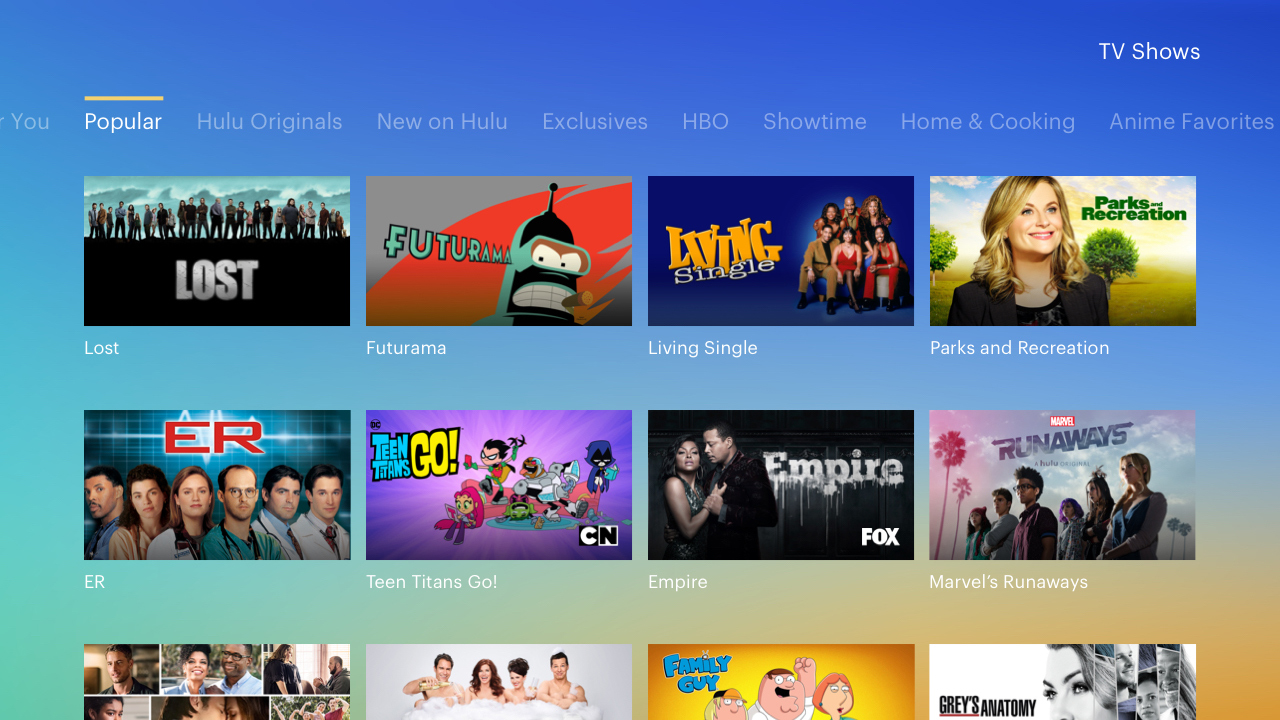 TV Shows
r You Popular Hulu Originals New on Hulu Exclusives HBO Showtime Home & Cooking Anime Favorites
LOST
FUTURAMA
LIVING
Single
Parks and
Recreation
Lost
Futurama
Living Single
Parks and Recreation
ER
DC
TEEN
TITANS
GO!
CN
Empire
FOX
MARVEL
RUNAWAYS
A hulu ORIGINAL
ER
Teen Titans Go!
Empire
Marvel’s Runaways
FAMILY
GUY
GREY'S ANATOMY